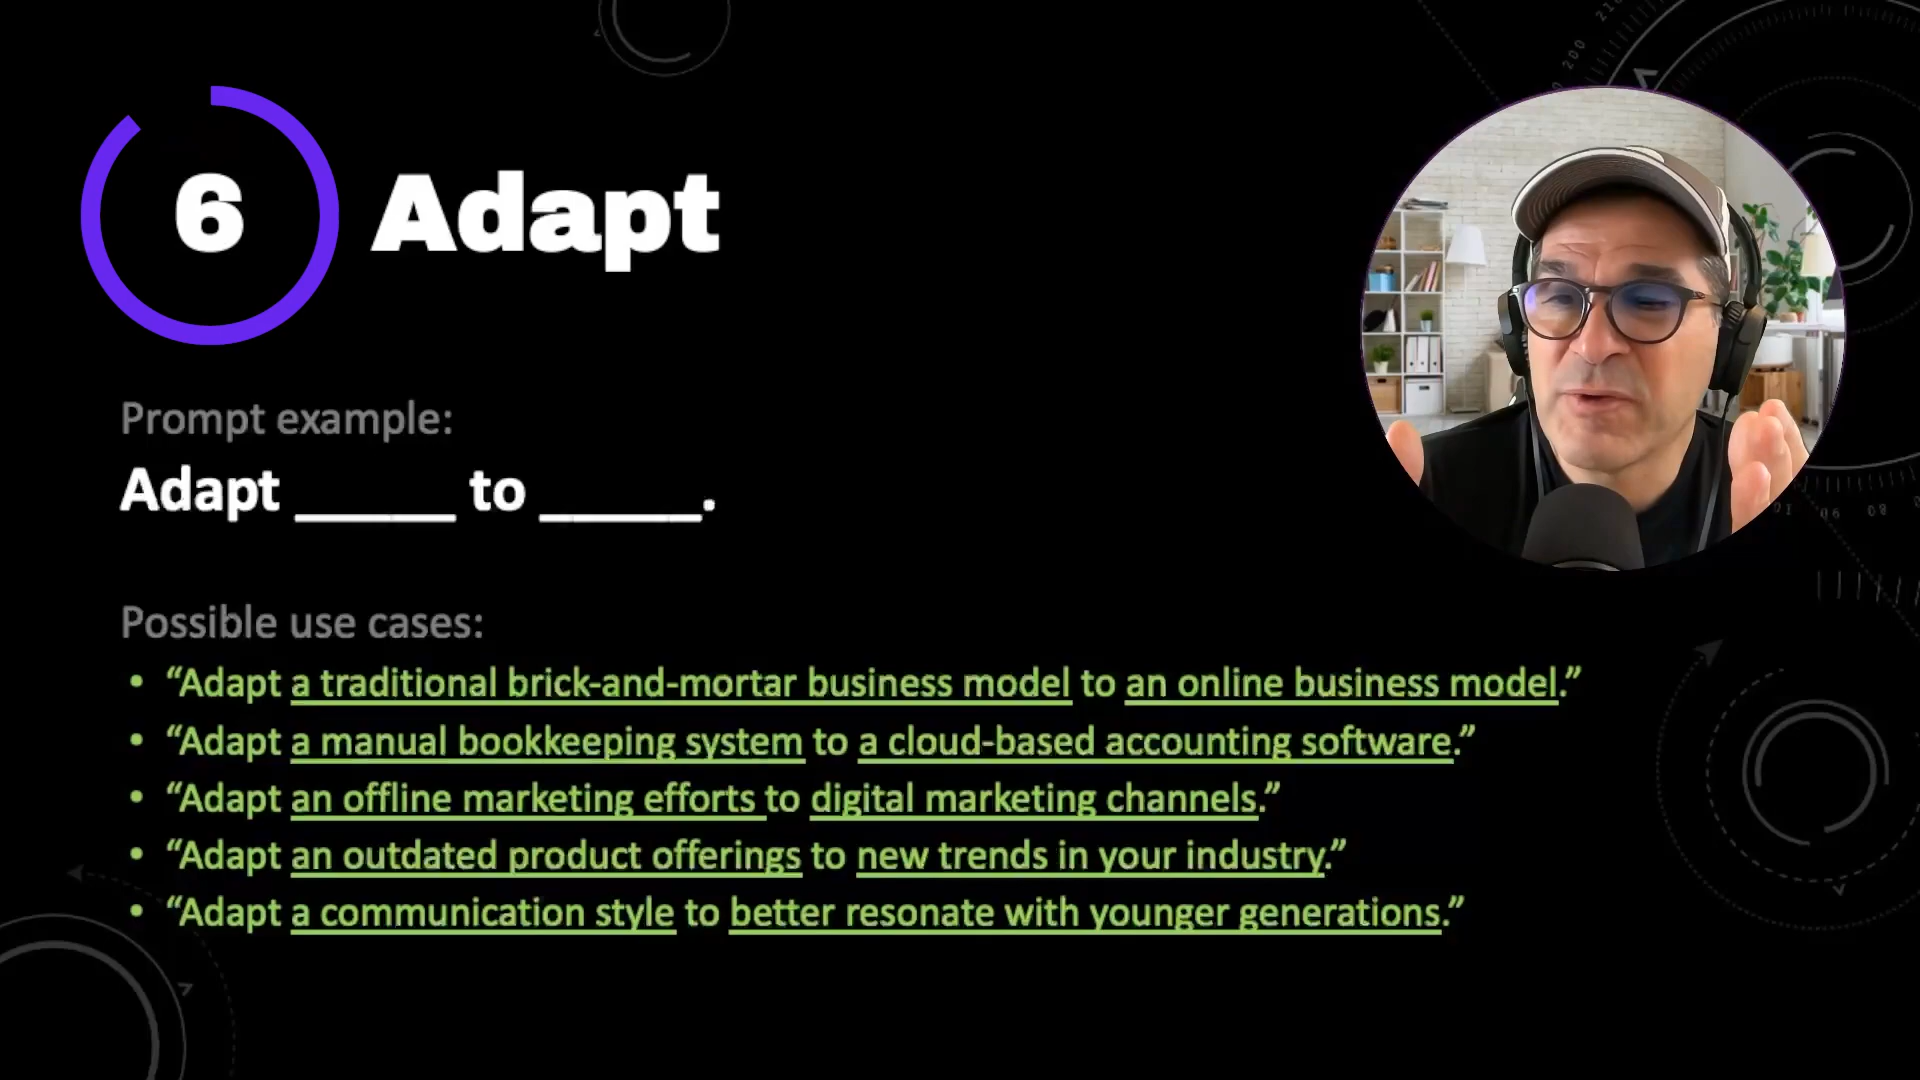 6 Adapt
Prompt example:
Adapt _____ to _____.
Possible use cases:
• “Adapt a traditional brick-and-mortar business model to an online business model.”
• “Adapt a manual bookkeeping system to a cloud-based accounting software.”
• “Adapt an offline marketing efforts to digital marketing channels.”
• “Adapt an outdated product offerings to new trends in your industry.”
• “Adapt a communication style to better resonate with younger generations.”
200